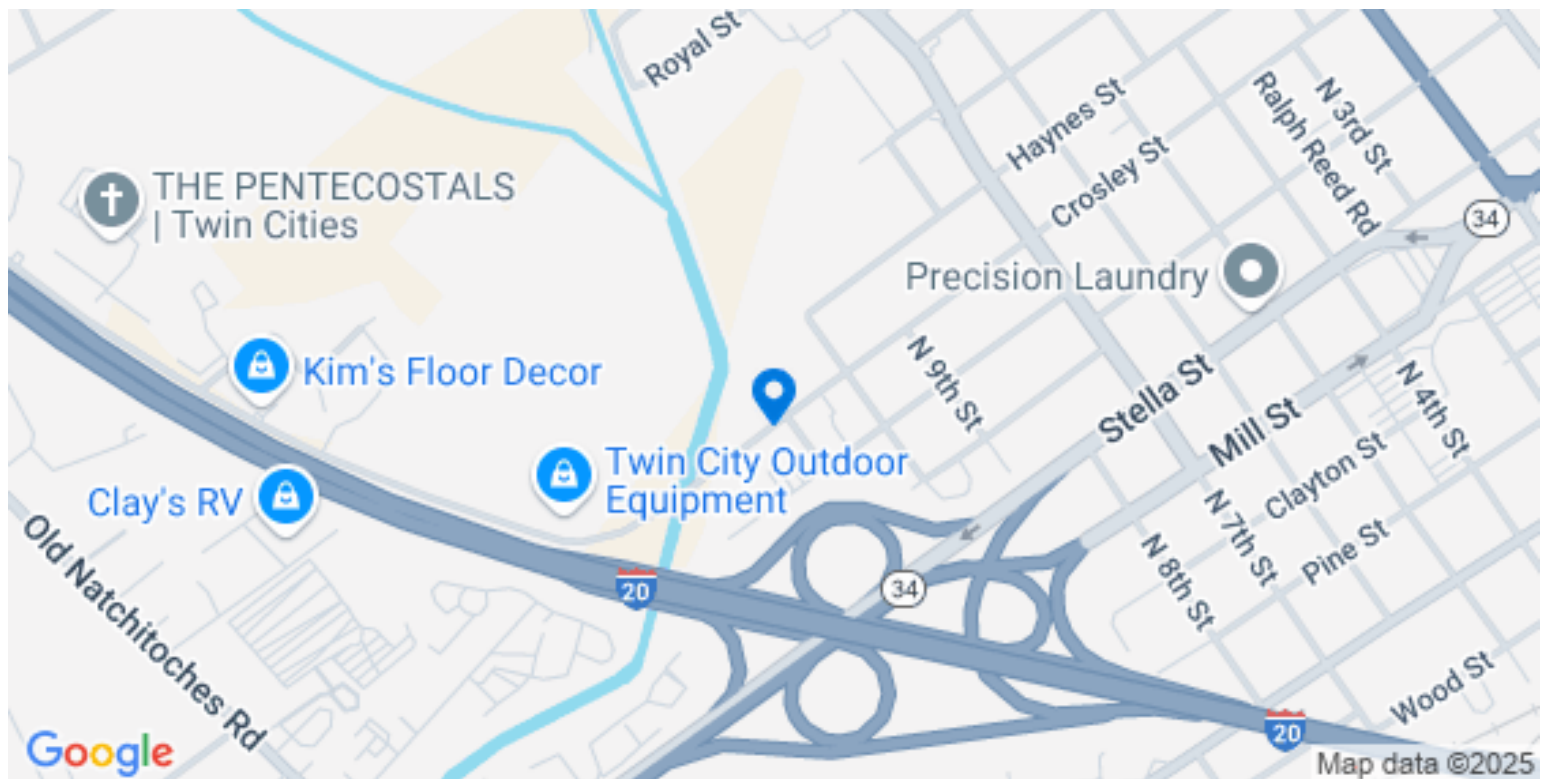 Royal St
Haynes St
Crosley St
Ralph Reed Rd
N 3rd St
34
THE PENTECOSTALS
| Twin Cities
Precision Laundry
Kim's Floor Decor
N 9th St
Stella St
Mill St
N 4th St
Twin City Outdoor
Equipment
Clay's RV
Clayton St
N 7th St
Pine St
N 8th St
Old Natchitoches Rd
20
34
Wood St
20
Google
Map data ©2025